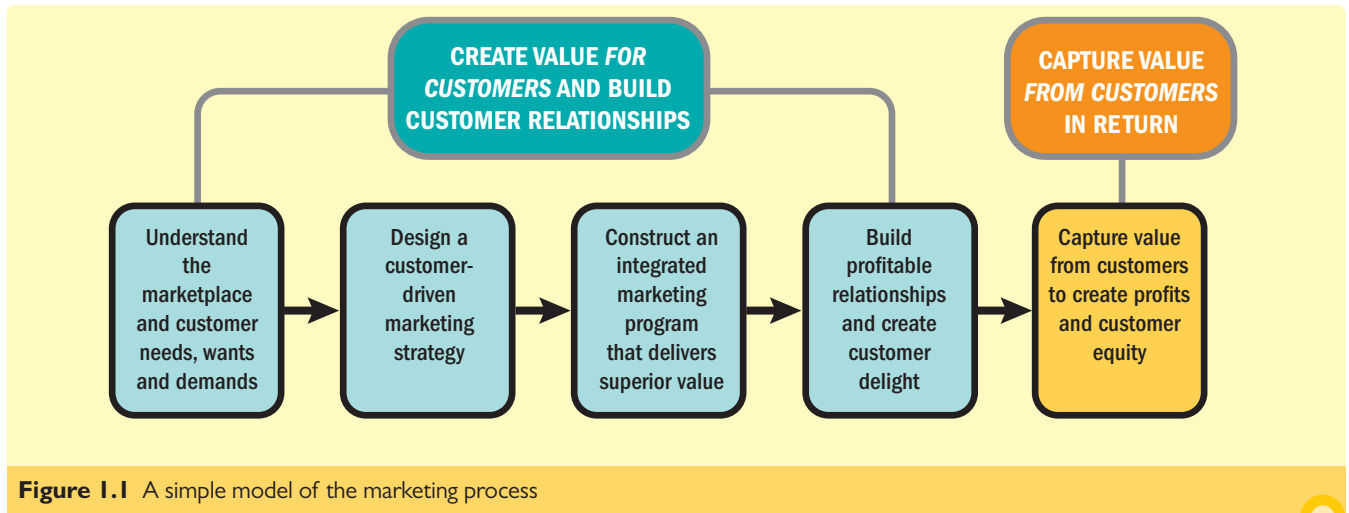 CREATE VALUE FOR
CUSTOMERS AND BUILD
CUSTOMER RELATIONSHIPS
CAPTURE VALUE
FROM CUSTOMERS
IN RETURN
Understand
the
marketplace
and customer
needs, wants
and demands
Design a
customer-
driven
marketing
strategy
Construct an
integrated
marketing
program
that delivers
superior value
Build
profitable
relationships
and create
customer
delight
Capture value
from customers
to create profits
and customer
equity
Figure 1.1 A simple model of the marketing process